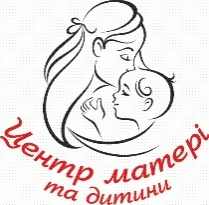 Центр матері
та дитини